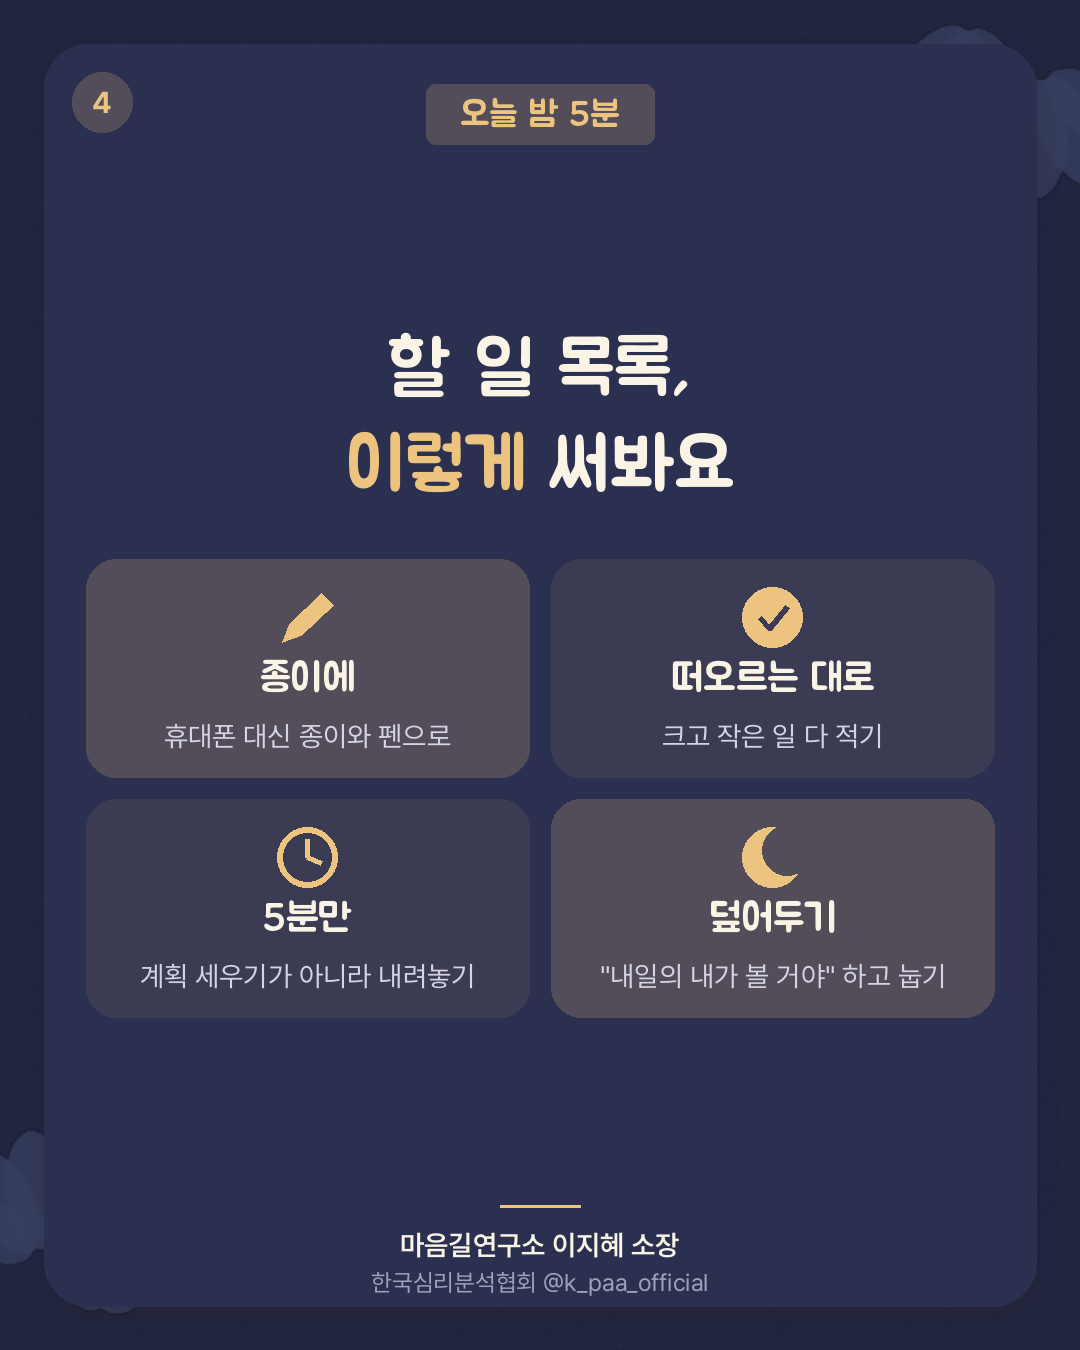 4
오늘 밤 5분
할 일 목록,
이렇게 써봐요
종이에
휴대폰 대신 종이와 펜으로
떠오르는 대로
크고 작은 일 다 적기
5분만
계획 세우기가 아니라 내려놓기
덮어두기
"내일의 내가 볼 거야" 하고 눕기
마음길연구소 이지혜 소장
한국심리분석협회 @k_paa_official